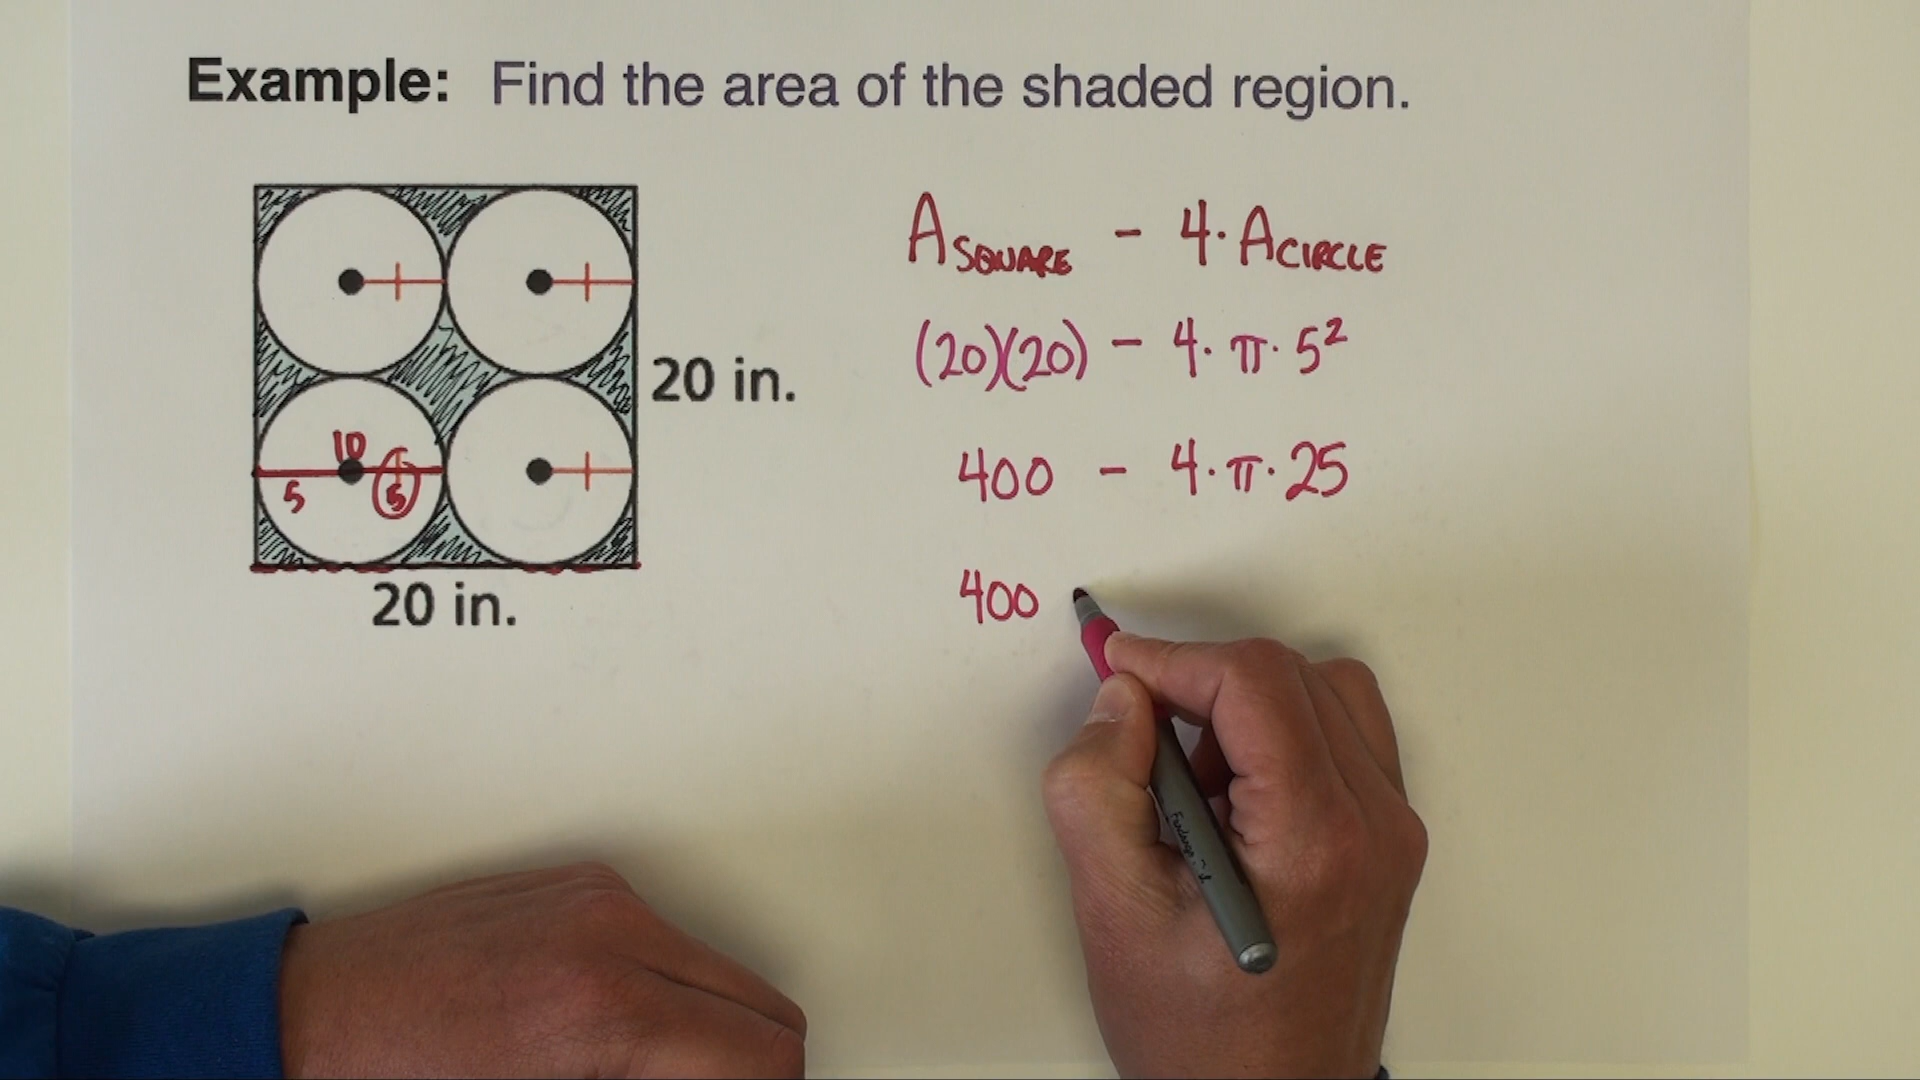 Example: Find the area of the shaded region.
A SQUARE - 4 · A CIRCLE
(20)(20) - 4 · π · 5²
20 in.
10
5 5
400 - 4 · π · 25
400
20 in.